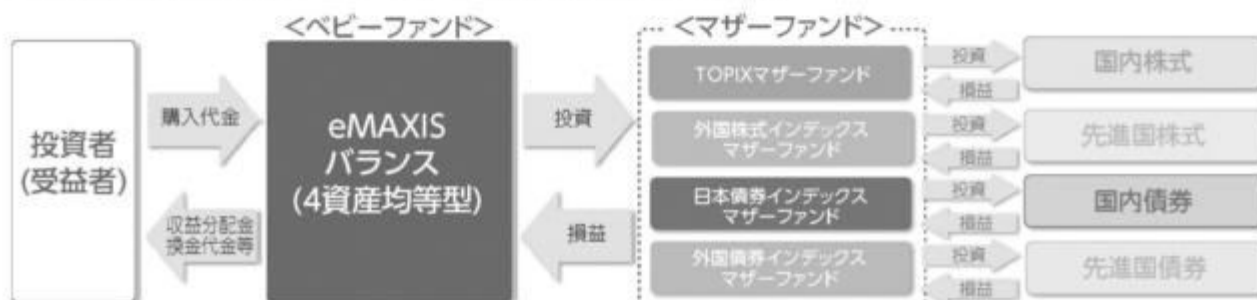 <ベビーファンド>
<マザーファンド>
投資者
(受益者)
購入代金
収益分配金
換金代金等
eMAXIS
バランス
(4資産均等型)
投資
損益
TOPIXマザーファンド
投資
損益
国内株式
外国株式インデックス
マザーファンド
投資
損益
先進国株式
日本債券インデックス
マザーファンド
投資
損益
国内債券
外国債券インデックス
マザーファンド
投資
損益
先進国債券